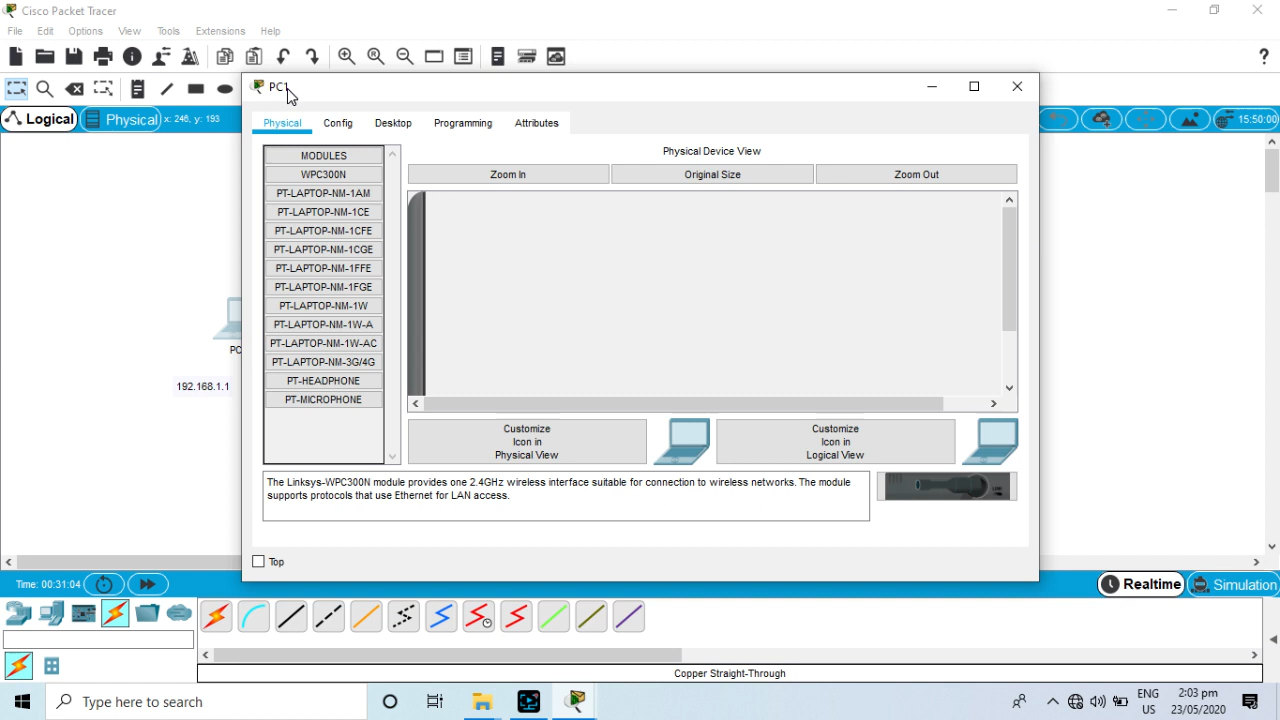 Cisco Packet Tracer
File Edit Options View Tools Extensions Help
?
PC1
Logical Physical x: 246, y: 193
15:50:00
Physical Config Desktop Programming Attributes
MODULES
WPC300N
PT-LAPTOP-NM-1AM
PT-LAPTOP-NM-1CE
PT-LAPTOP-NM-1CFE
PT-LAPTOP-NM-1CGE
PT-LAPTOP-NM-1FFE
PT-LAPTOP-NM-1FGE
PT-LAPTOP-NM-1W
PT-LAPTOP-NM-1W-A
PT-LAPTOP-NM-1W-AC
PT-LAPTOP-NM-3G/4G
PT-HEADPHONE
PT-MICROPHONE
Physical Device View
Zoom In Original Size Zoom Out
PC
192.168.1.1
Customize
Icon in
Physical View
Customize
Icon in
Logical View
The Linksys-WPC300N module provides one 2.4GHz wireless interface suitable for connection to wireless networks. The module
supports protocols that use Ethernet for LAN access.
Top
Time: 00:31:04
Realtime Simulation
Copper Straight-Through
Type here to search
ENG
US
2:03 pm
23/05/2020